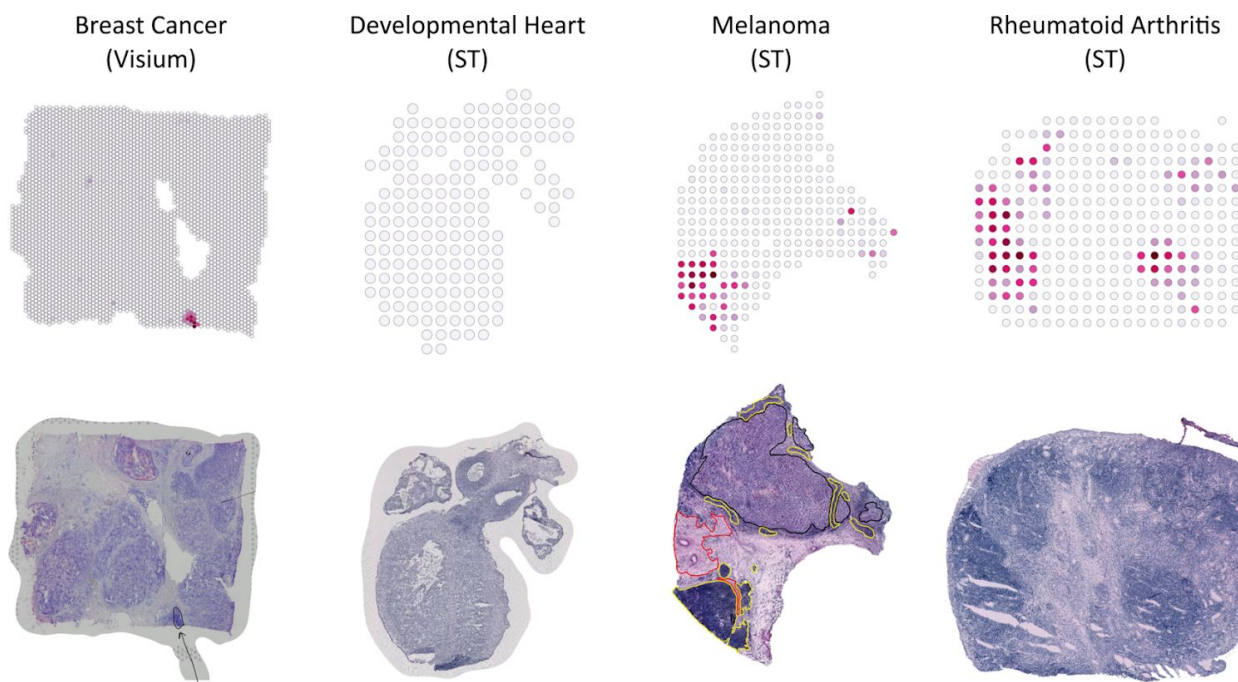 Breast Cancer
(Visium)
Developmental Heart
(ST)
Melanoma
(ST)
Rheumatoid Arthritis
(ST)